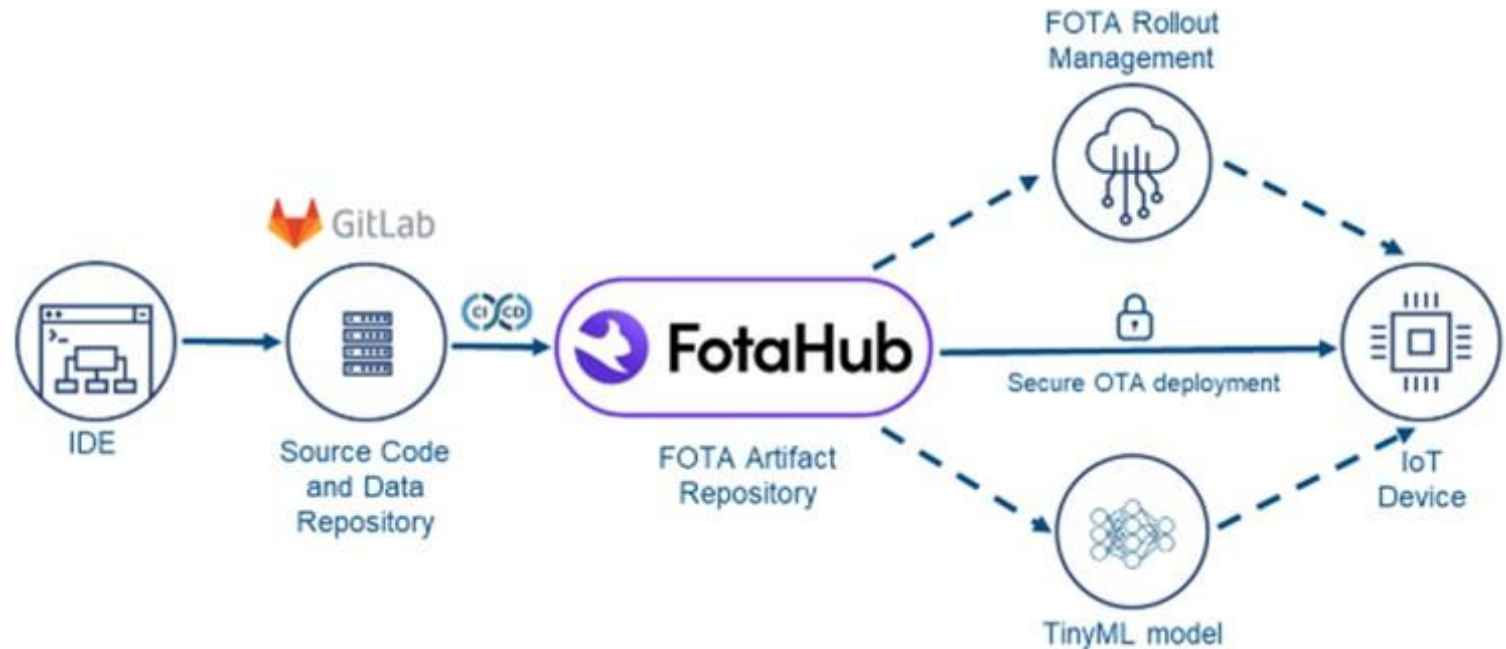 FOTA Rollout
Management
GitLab
CI CD
FotaHub
Secure OTA deployment
IDE
Source Code
and Data
Repository
FOTA Artifact
Repository
IoT
Device
TinyML model